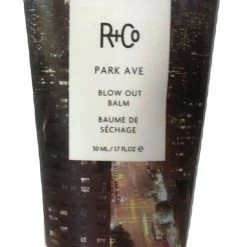 R+Co
PARK AVE
BLOW OUT
BALM
BAUME DE
SÉCHAGE
50 ML / 1.7 FL.OZ ℮